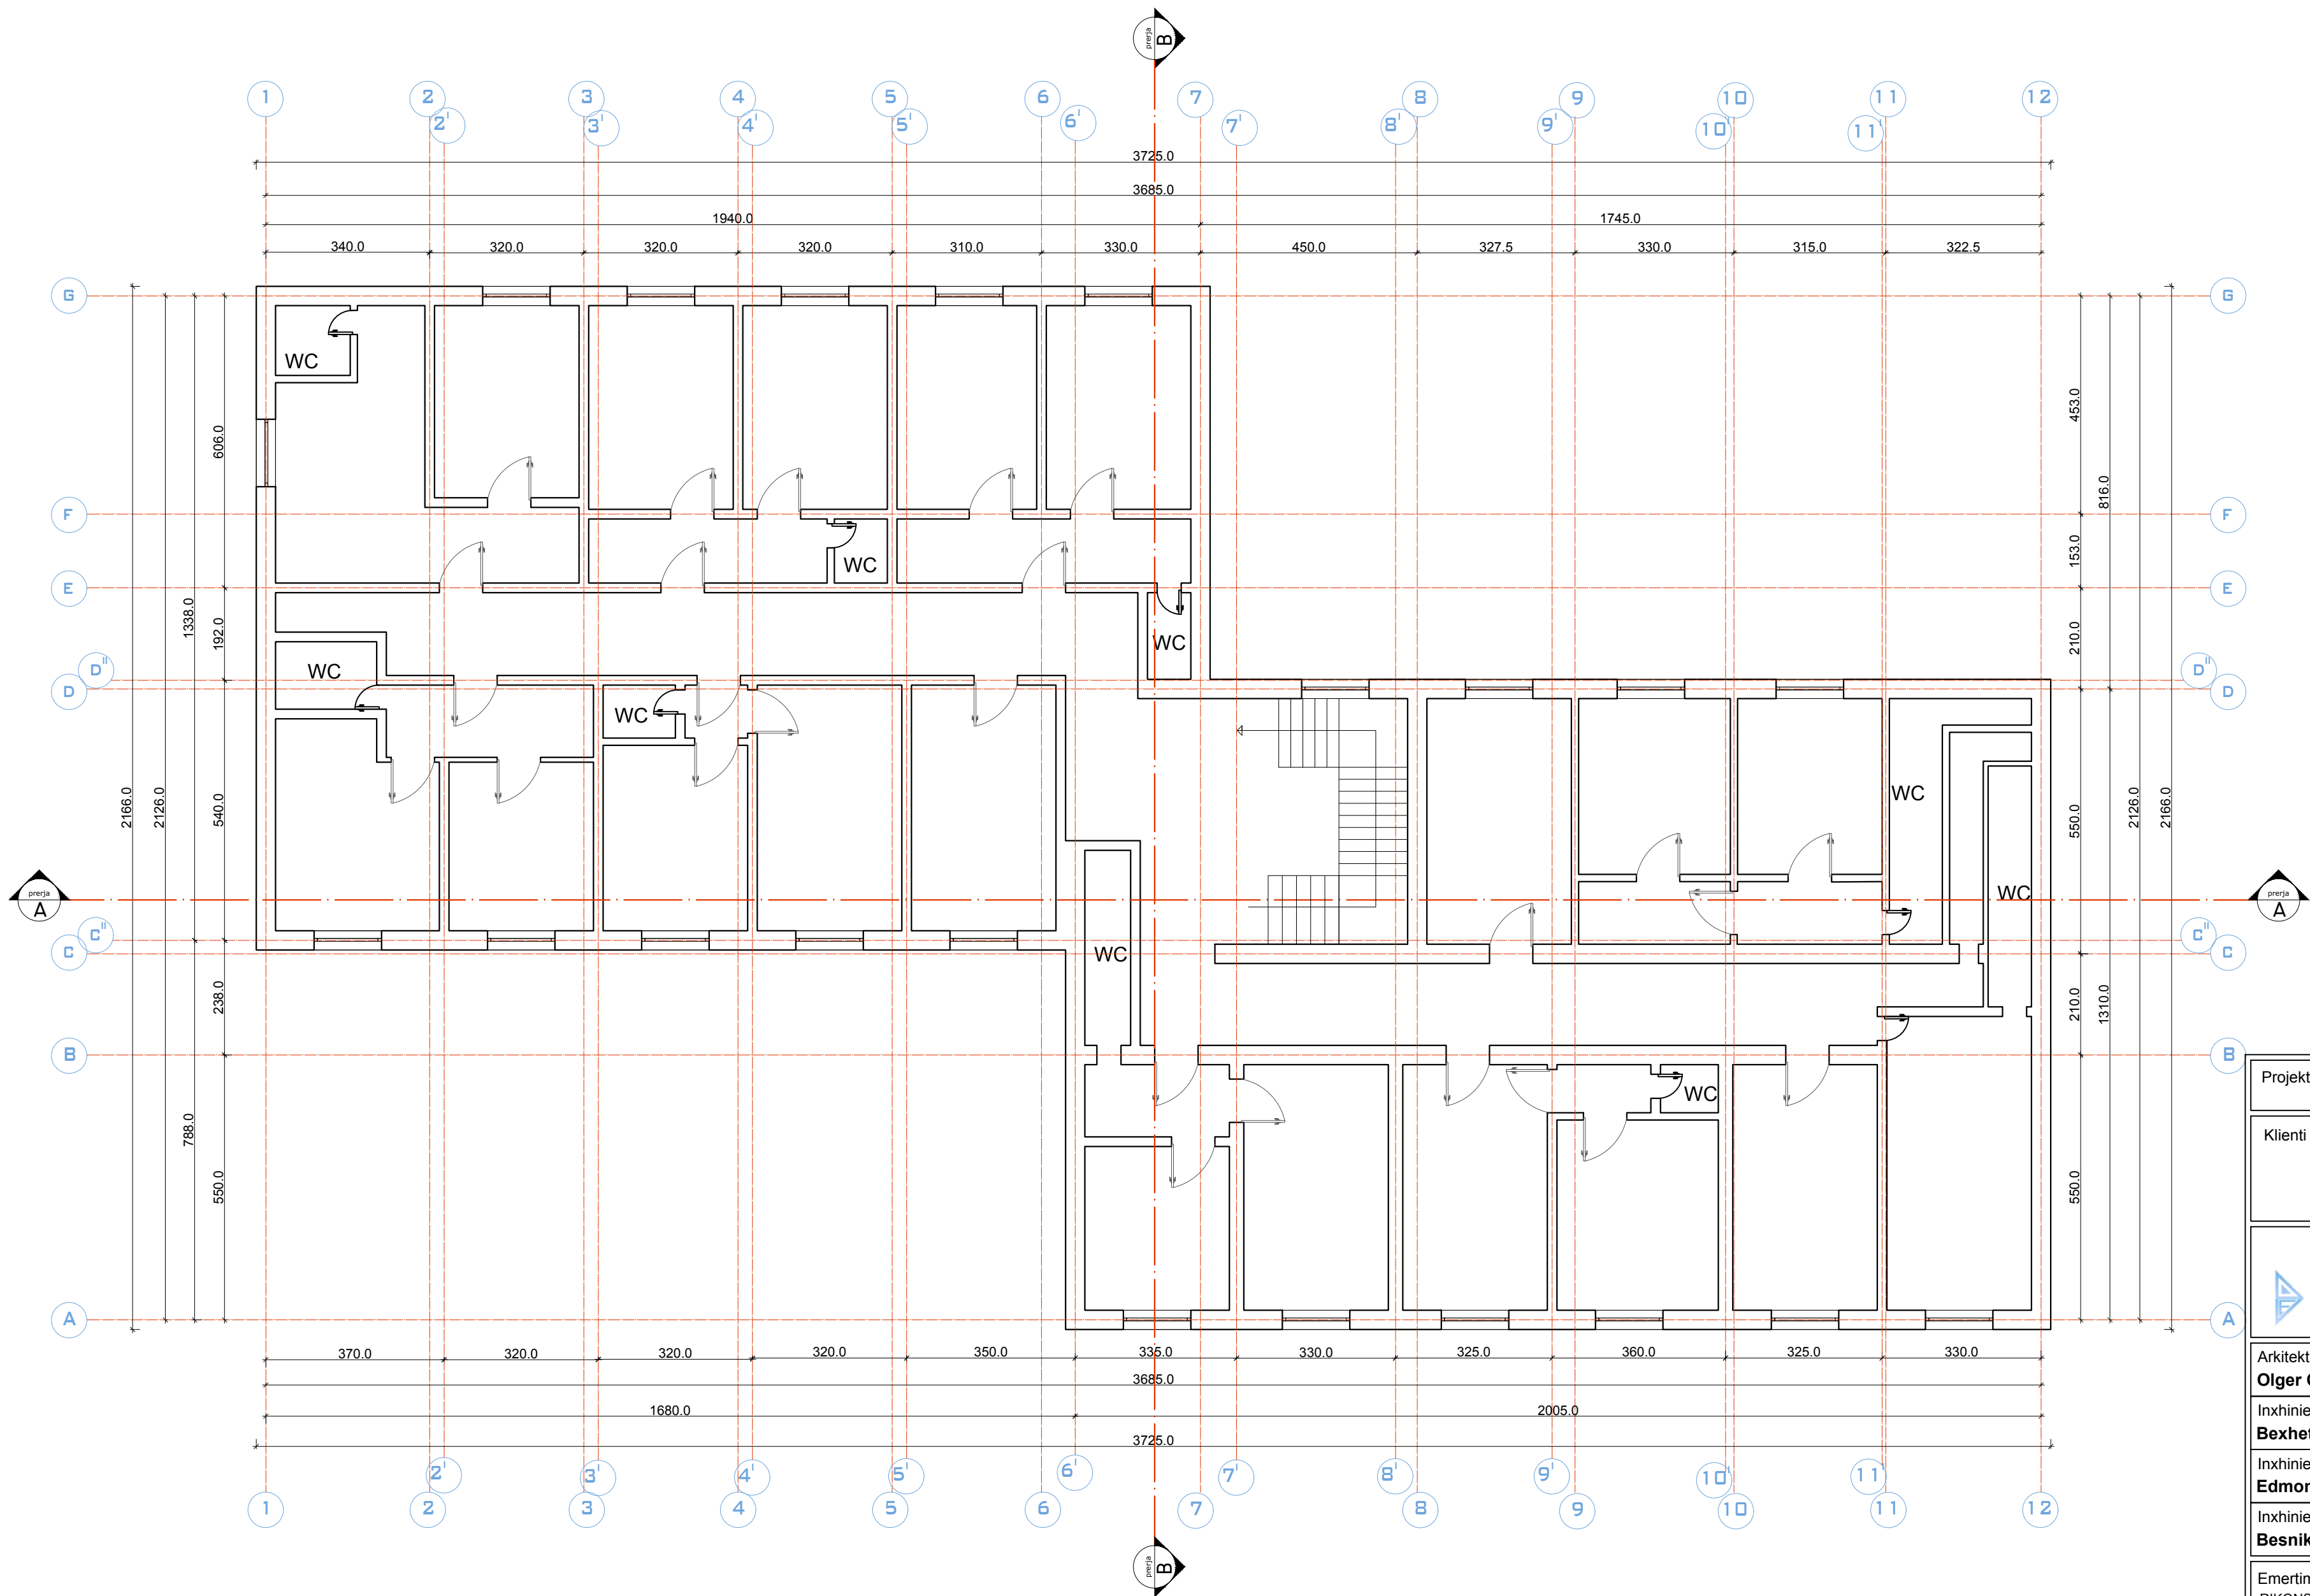 prerja
B
1 2 3 4 5 6 7 8 9 10 11 12
2' 3' 4' 5' 6' 7' 8' 9' 10' 11'
3725.0
3685.0
1940.0 1745.0
340.0 320.0 320.0 320.0 310.0 330.0 450.0 327.5 330.0 315.0 322.5
G G
WC
606.0 453.0
816.0
F F
WC
153.0
E E
1338.0
192.0 210.0
WC
WC
D'' D''
D D
WC
WC
2166.0 2126.0 540.0 550.0 2126.0 2166.0
prerja
A
WC
prerja
A
C'' C''
C C
WC
238.0 210.0 1310.0
B B
WC
788.0
550.0 550.0
A A
370.0 320.0 320.0 320.0 350.0 335.0 330.0 325.0 360.0 325.0 330.0
3685.0
1680.0 2005.0
3725.0
2' 3' 4' 5' 6' 7' 8' 9' 10' 11'
1 2 3 4 5 6 7 8 9 10 11 12
prerja
B
Projekt
Klienti
Arkitekt
Olger
Inxhinie
Bexhet
Inxhinie
Edmon
Inxhinie
Besnik
Emertin